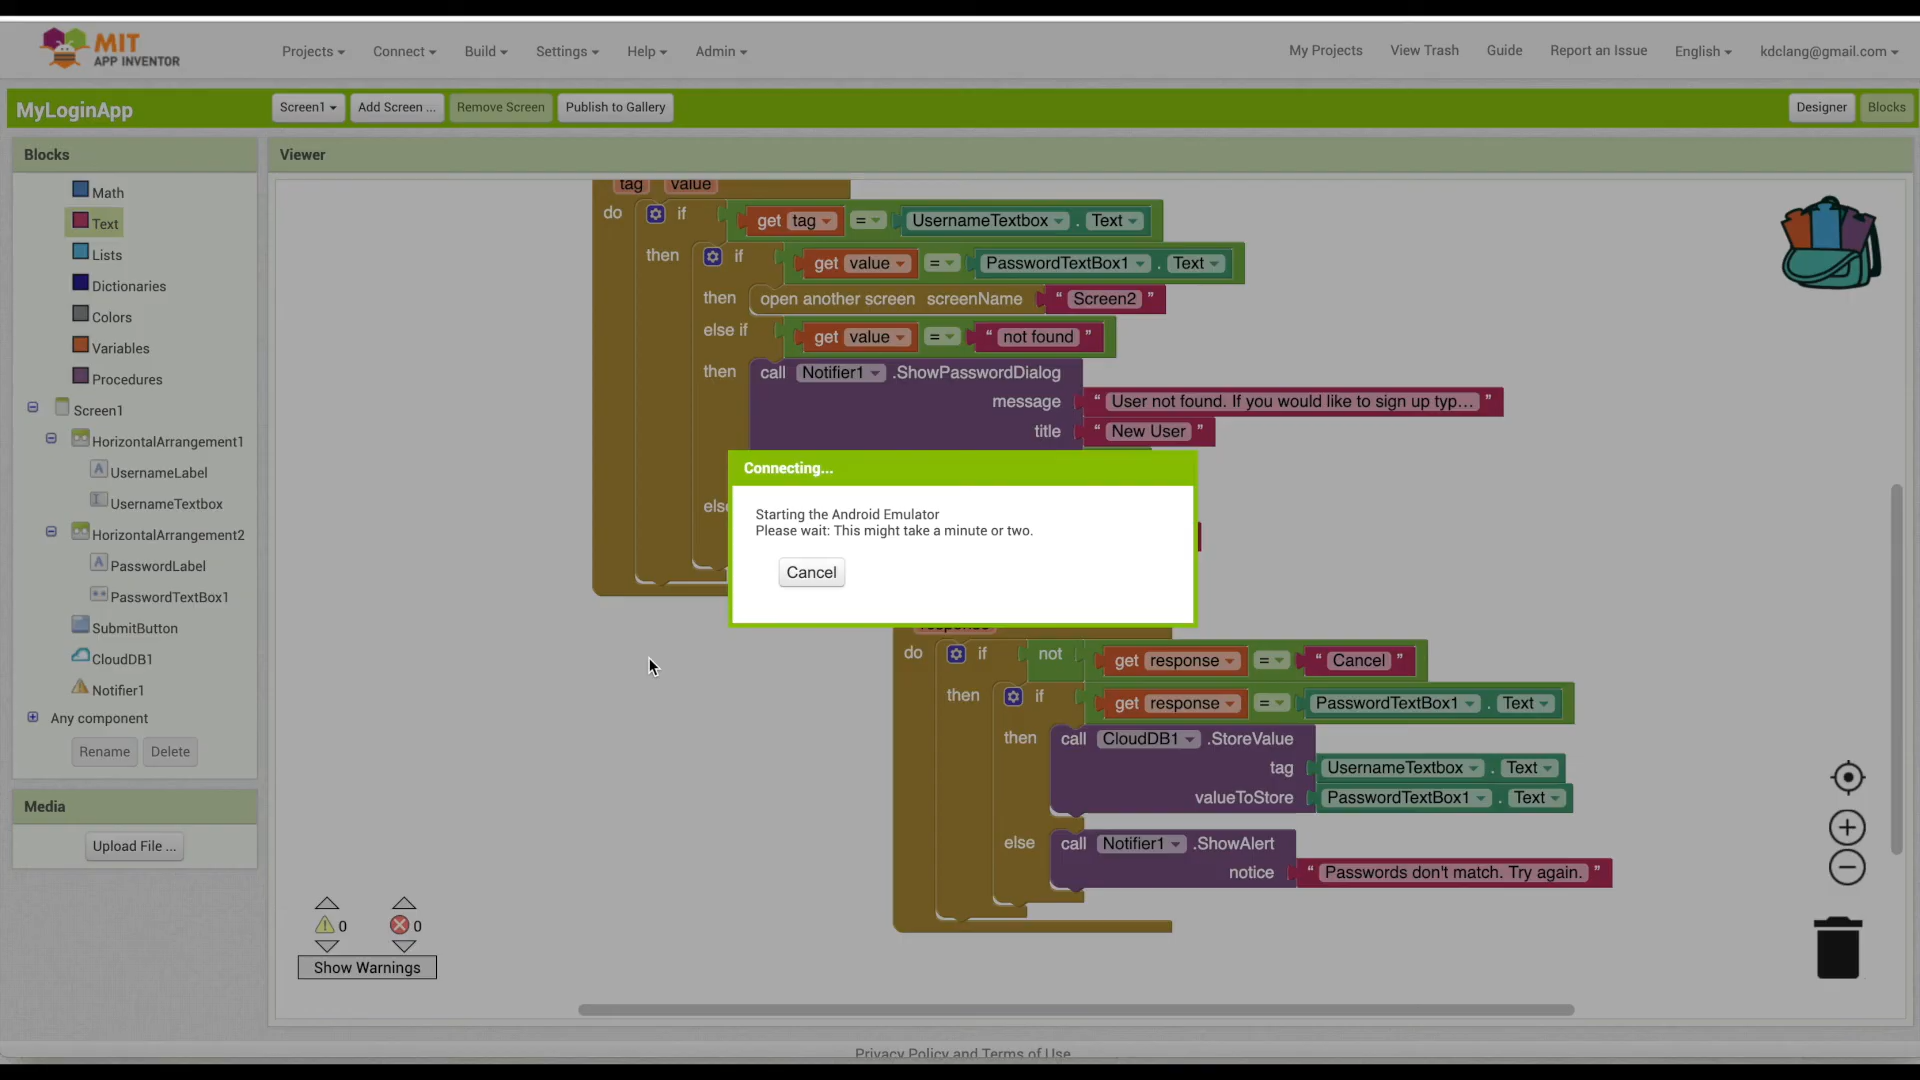 MIT
APP INVENTOR
Projects Connect Build Settings Help Admin
My Projects View Trash Guide Report an Issue English kdclang@gmail.com
MyLoginApp
Screen1 Add Screen ... Remove Screen Publish to Gallery
Designer Blocks
Blocks
Math
Text
Lists
Dictionaries
Colors
Variables
Procedures
Screen1
HorizontalArrangement1
UsernameLabel
UsernameTextbox
HorizontalArrangement2
PasswordLabel
PasswordTextBox1
SubmitButton
CloudDB1
Notifier1
Any component
Rename Delete
Media
Upload File ...
Viewer
tag value
do if get tag = UsernameTextbox . Text
then if get value = PasswordTextBox1 . Text
then open another screen screenName " Screen2 "
else if get value = " not found "
then call Notifier1 .ShowPasswordDialog
message " User not found. If you would like to sign up typ... "
title " New User "
Connecting...
Starting the Android Emulator
Please wait: This might take a minute or two.
Cancel
do if not get response = " Cancel "
then if get response = PasswordTextBox1 . Text
then call CloudDB1 .StoreValue
tag UsernameTextbox . Text
valueToStore PasswordTextBox1 . Text
else call Notifier1 .ShowAlert
notice " Passwords don't match. Try again. "
0 0
Show Warnings
Privacy Policy and Terms of Use